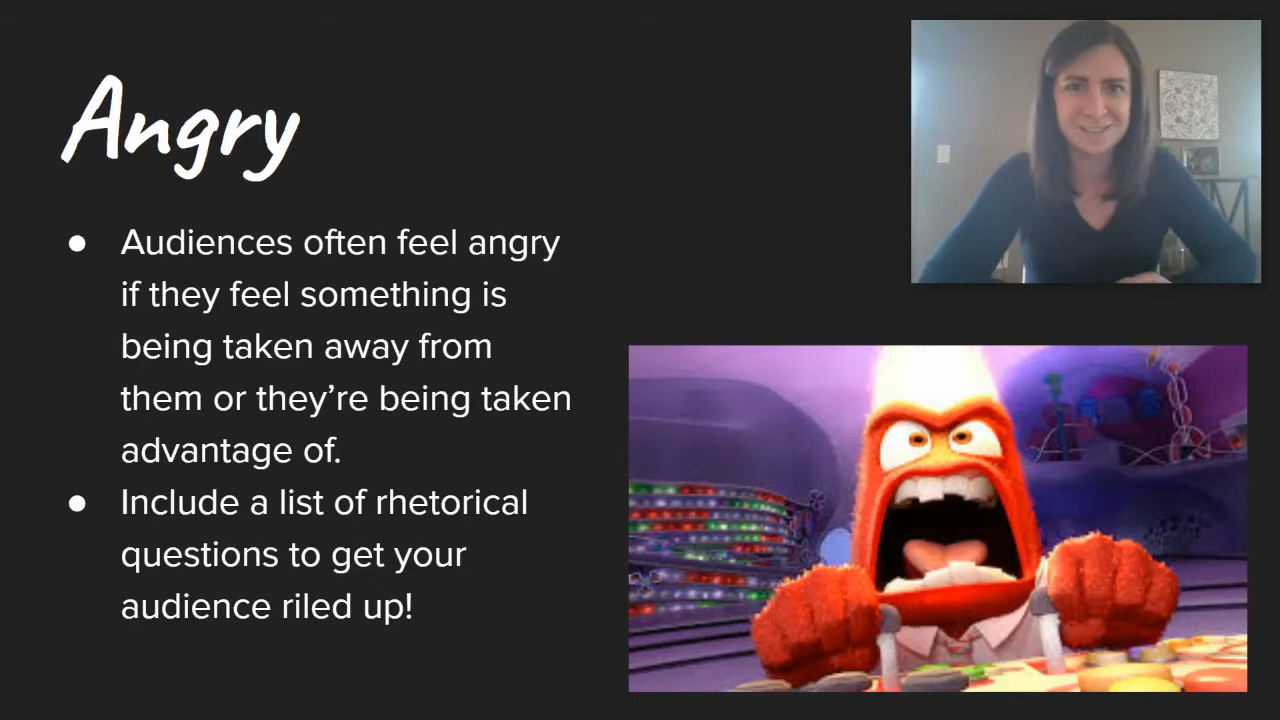 Angry
● Audiences often feel angry
if they feel something is
being taken away from
them or they’re being taken
advantage of.
● Include a list of rhetorical
questions to get your
audience riled up!